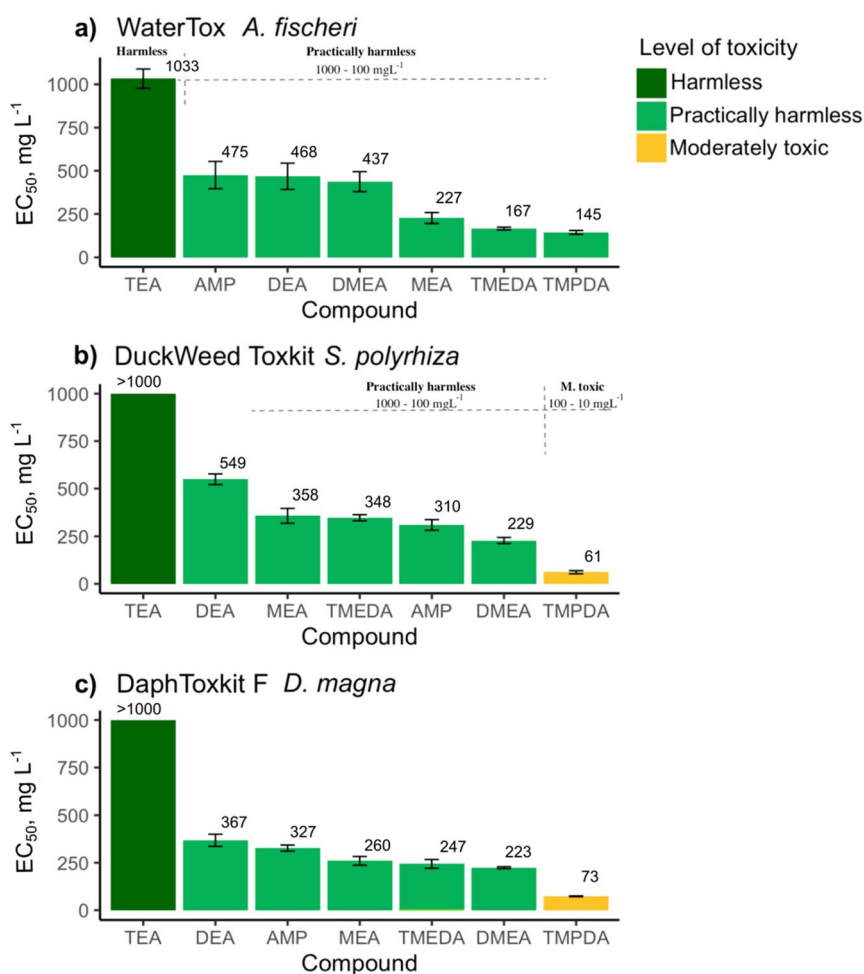 a) WaterTox A. fischeri
Harmless
Practically harmless
1000 - 100 mgL-1
EC50, mg L-1
1000
750
500
250
0
1033
475
468
437
227
167
145
TEA AMP DEA DMEA MEA TMEDA TMPDA
Compound
Level of toxicity
Harmless
Practically harmless
Moderately toxic
b) DuckWeed Toxkit S. polyrhiza
Practically harmless
1000 - 100 mgL-1
M. toxic
100 - 10 mgL-1
EC50, mg L-1
1000
750
500
250
0
>1000
549
358
348
310
229
61
TEA DEA MEA TMEDA AMP DMEA TMPDA
Compound
c) DaphToxkit F D. magna
EC50, mg L-1
1000
750
500
250
0
>1000
367
327
260
247
223
73
TEA DEA AMP MEA TMEDA DMEA TMPDA
Compound